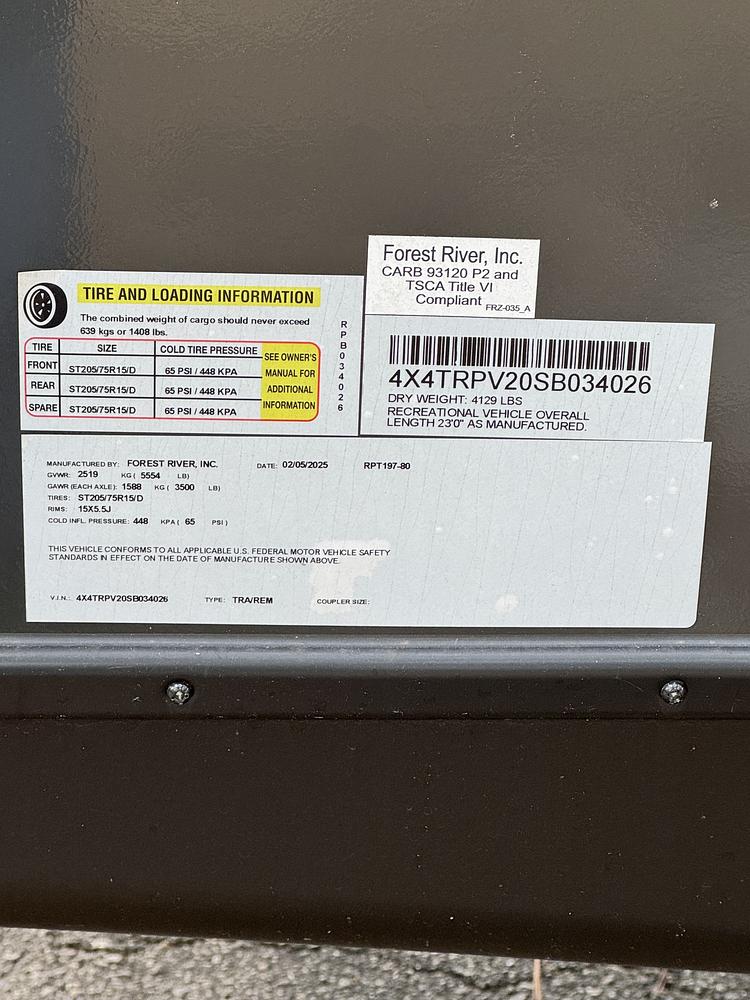 Forest River, Inc.
CARB 93120 P2 and
TSCA Title VI
Compliant
FRZ-035_A
TIRE AND LOADING INFORMATION
The combined weight of cargo should never exceed
639 kgs or 1408 lbs.
TIRE SIZE COLD TIRE PRESSURE
FRONT ST205/75R15/D 65 PSI / 448 KPA
REAR ST205/75R15/D 65 PSI / 448 KPA
SPARE ST205/75R15/D 65 PSI / 448 KPA
SEE OWNER'S
MANUAL FOR
ADDITIONAL
INFORMATION
RPB034026
4X4TRPV20SB034026
DRY WEIGHT: 4129 LBS
RECREATIONAL VEHICLE OVERALL
LENGTH 23'0" AS MANUFACTURED.
MANUFACTURED BY: FOREST RIVER, INC. DATE: 02/05/2025 RPT197-80
GVWR: 2519 KG ( 5554 LB)
GAWR (EACH AXLE): 1588 KG ( 3500 LB)
TIRES: ST205/75R15/D
RIMS: 15X5.5J
COLD INFL. PRESSURE: 448 KPA ( 65 PSI )
THIS VEHICLE CONFORMS TO ALL APPLICABLE U.S. FEDERAL MOTOR VEHICLE SAFETY
STANDARDS IN EFFECT ON THE DATE OF MANUFACTURE SHOWN ABOVE.
V.I.N.: 4X4TRPV20SB034026 TYPE: TRA/REM COUPLER SIZE: